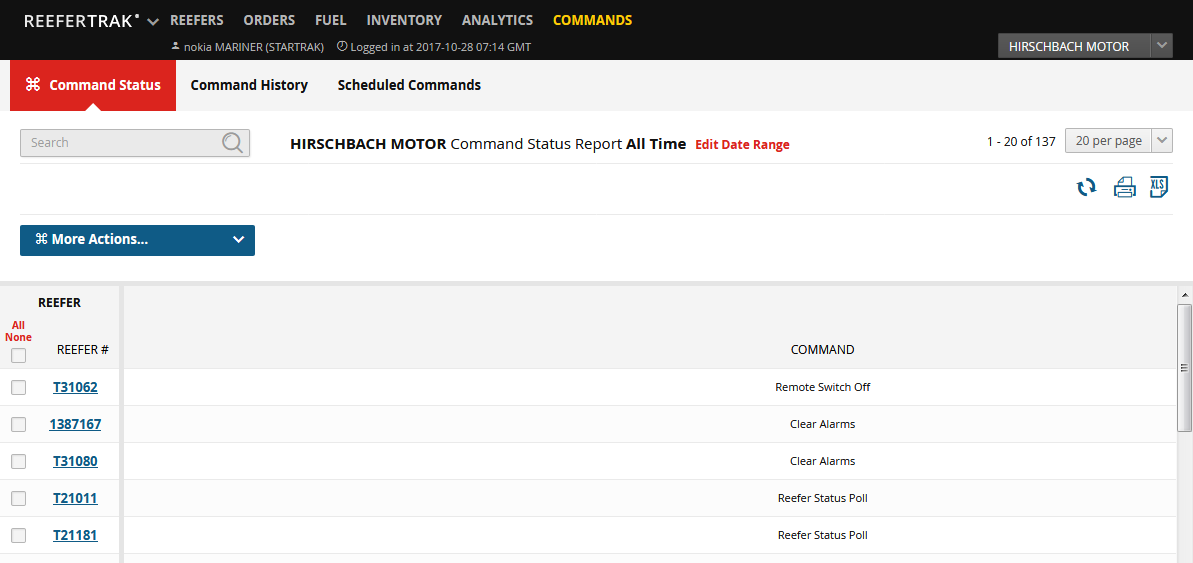 REEFERTRAK REEFERS ORDERS FUEL INVENTORY ANALYTICS COMMANDS
nokia MARINER (STARTRAK) Logged in at 2017-10-28 07:14 GMT HIRSCHBACH MOTOR
⌘ Command Status Command History Scheduled Commands
Search HIRSCHBACH MOTOR Command Status Report All Time Edit Date Range 1 - 20 of 137 20 per page
XLS
⌘ More Actions...
REEFER
All
None
REEFER # COMMAND
T31062 Remote Switch Off
1387167 Clear Alarms
T31080 Clear Alarms
T21011 Reefer Status Poll
T21181 Reefer Status Poll